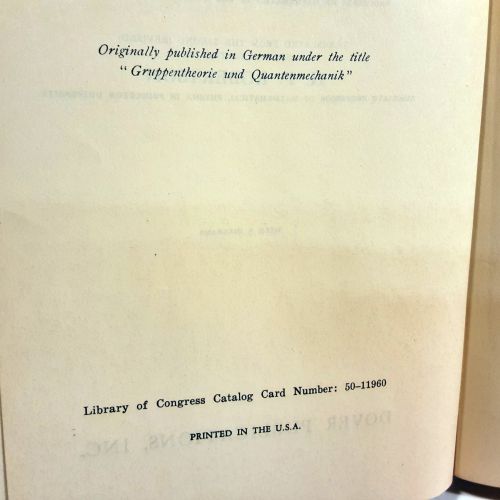 Originally published in German under the title
“ Gruppentheorie und Quantenmechanik”
Library of Congress Catalog Card Number: 50–11960
PRINTED IN THE U.S.A.